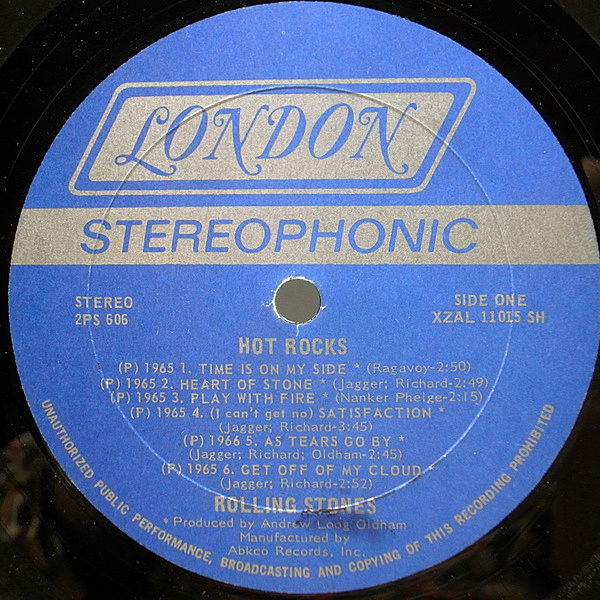 LONDON
STEREOPHONIC
STEREO
2PS 606
SIDE ONE
XZAL 11015 SH
HOT ROCKS
(P) 1965 1. TIME IS ON MY SIDE * (Ragavoy-2:50)
(P) 1965 2. HEART OF STONE * (Jagger; Richard-2:49)
(P) 1965 3. PLAY WITH FIRE * (Nanker Phelge-2:15)
(P) 1965 4. (I can't get no) SATISFACTION *
(Jagger; Richard-3:45)
(P) 1966 5. AS TEARS GO BY *
(Jagger; Richard; Oldham-2:45)
(P) 1965 6. GET OFF OF MY CLOUD *
(Jagger; Richard-2:52)
ROLLING STONES
* Produced by Andrew Loog Oldham
Manufactured by
Abkco Records, Inc.
UNAUTHORIZED PUBLIC PERFORMANCE, BROADCASTING AND COPYING OF THIS RECORDING PROHIBITED